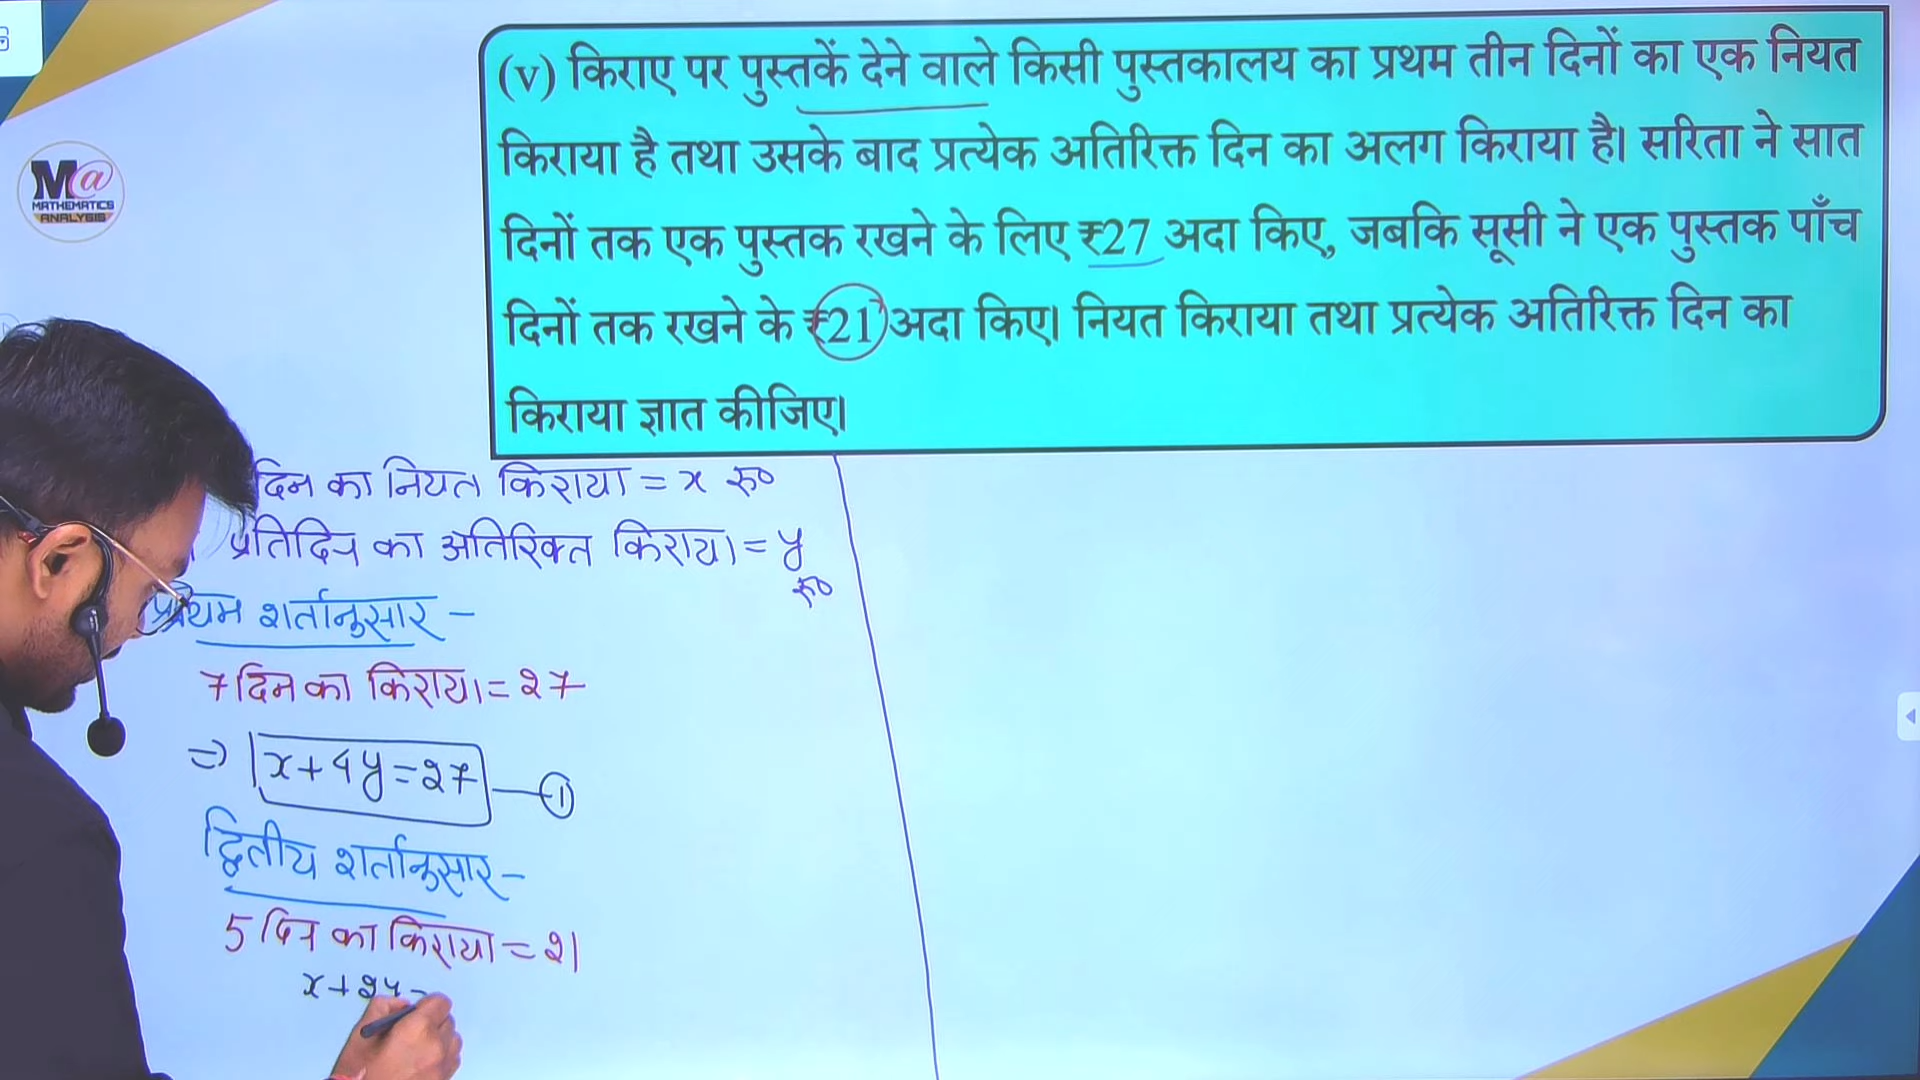 (v) किराए पर पुस्तकें देने वाले किसी पुस्तकालय का प्रथम तीन दिनों का एक नियत
किराया है तथा उसके बाद प्रत्येक अतिरिक्त दिन का अलग किराया है। सरिता ने सात
दिनों तक एक पुस्तक रखने के लिए ₹27 अदा किए, जबकि सूसी ने एक पुस्तक पाँच
दिनों तक रखने के ₹21 अदा किए। नियत किराया तथा प्रत्येक अतिरिक्त दिन का
किराया ज्ञात कीजिए।
M@
MATHEMATICS
ANALYSIS
दिन का नियत किराया = x रू०
प्रतिदिन का अतिरिक्त किराया = y
रू०
प्रथम शर्तानुसार -
7 दिन का किराया = 27
=> x+4y=27 - 1
द्वितीय शर्तानुसार -
5 दिन का किराया = 21
x+2y =